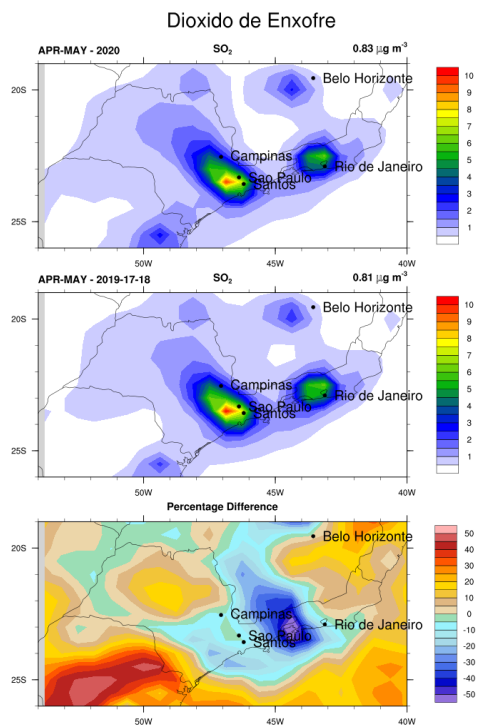 Dioxido de Enxofre
APR-MAY - 2020 SO₂ 0.83 μg m⁻³
20S
25S
Belo Horizonte
Campinas
Sao Paulo
Santos
Rio de Janeiro
50W 45W 40W
10
9
8
7
6
5
4
3
2
1
APR-MAY - 2019-17-18 SO₂ 0.81 μg m⁻³
20S
25S
Belo Horizonte
Campinas
Sao Paulo
Santos
Rio de Janeiro
50W 45W 40W
10
9
8
7
6
5
4
3
2
1
Percentage Difference
20S
25S
Belo Horizonte
Campinas
Sao Paulo
Santos
Rio de Janeiro
50W 45W 40W
50
40
30
20
10
0
-10
-20
-30
-40
-50